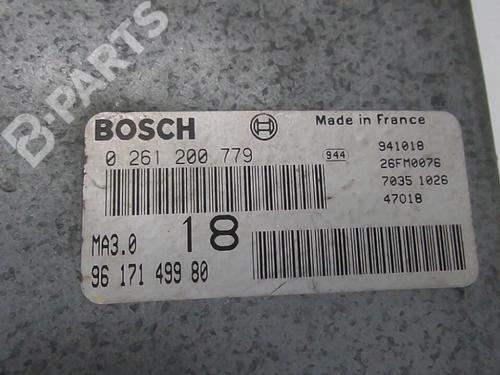 B-PARTS
BOSCH
Made in France
0 261 200 779
944
941018
26FM0076
7035 1026
47018
MA3.0
18
96 171 499 80